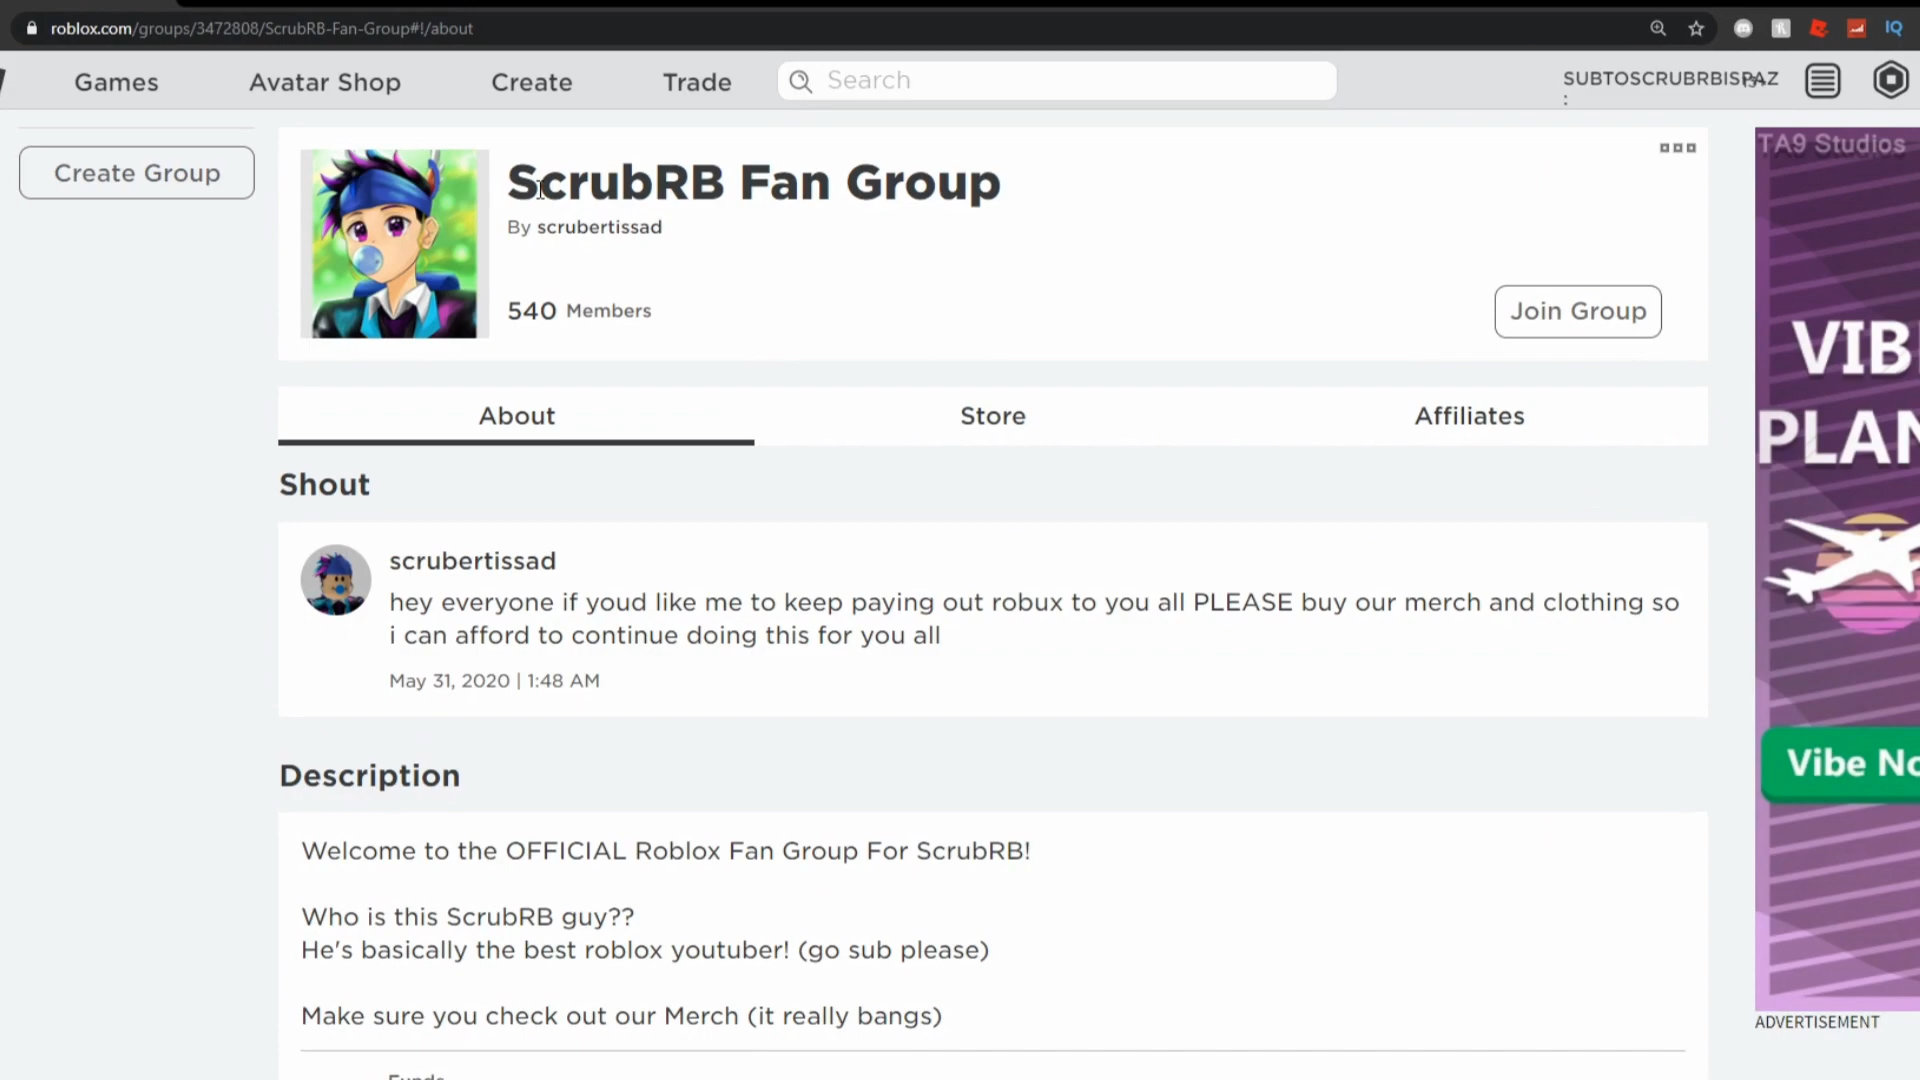 roblox.com/groups/3472808/ScrubRB-Fan-Group#!/about
IQ
Games Avatar Shop Create Trade Search
Create Group
ScrubRB Fan Group
By scrubertissad
540 Members
Join Group
About Store Affiliates
Shout
scrubertissad
hey everyone if youd like me to keep paying out robux to you all PLEASE buy our merch and clothing so
i can afford to continue doing this for you all
May 31, 2020 | 1:48 AM
Description
Welcome to the OFFICIAL Roblox Fan Group For ScrubRB!
Who is this ScrubRB guy??
He's basically the best roblox youtuber! (go sub please)
Make sure you check out our Merch (it really bangs)
Funds
TA9 Studios
VIB
PLAN
Vibe No
ADVERTISEMENT